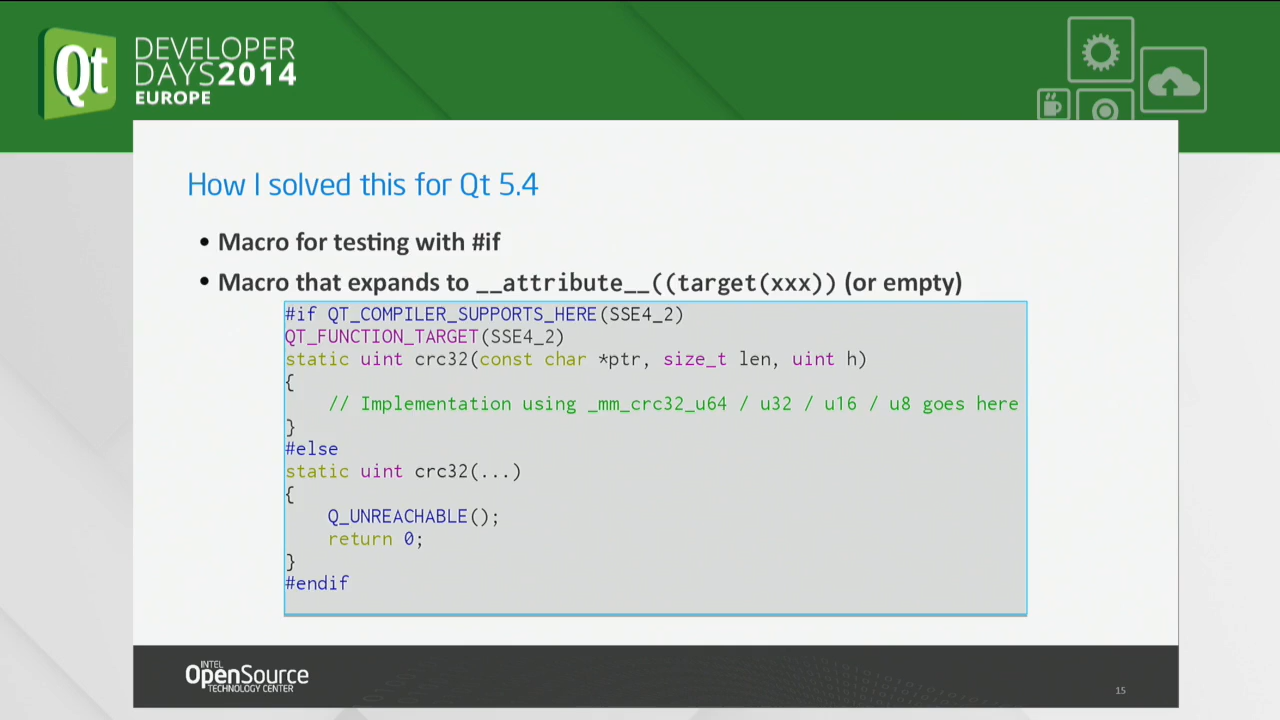 Qt
DEVELOPER
DAYS2014
EUROPE
How I solved this for Qt 5.4
• Macro for testing with #if
• Macro that expands to __attribute__((target(xxx)) (or empty)
#if QT_COMPILER_SUPPORTS_HERE(SSE4_2)
QT_FUNCTION_TARGET(SSE4_2)
static uint crc32(const char *ptr, size_t len, uint h)
{
    // Implementation using _mm_crc32_u64 / u32 / u16 / u8 goes here
}
#else
static uint crc32(...)
{
    Q_UNREACHABLE();
    return 0;
}
#endif
INTEL
OpenSource
TECHNOLOGY CENTER
15